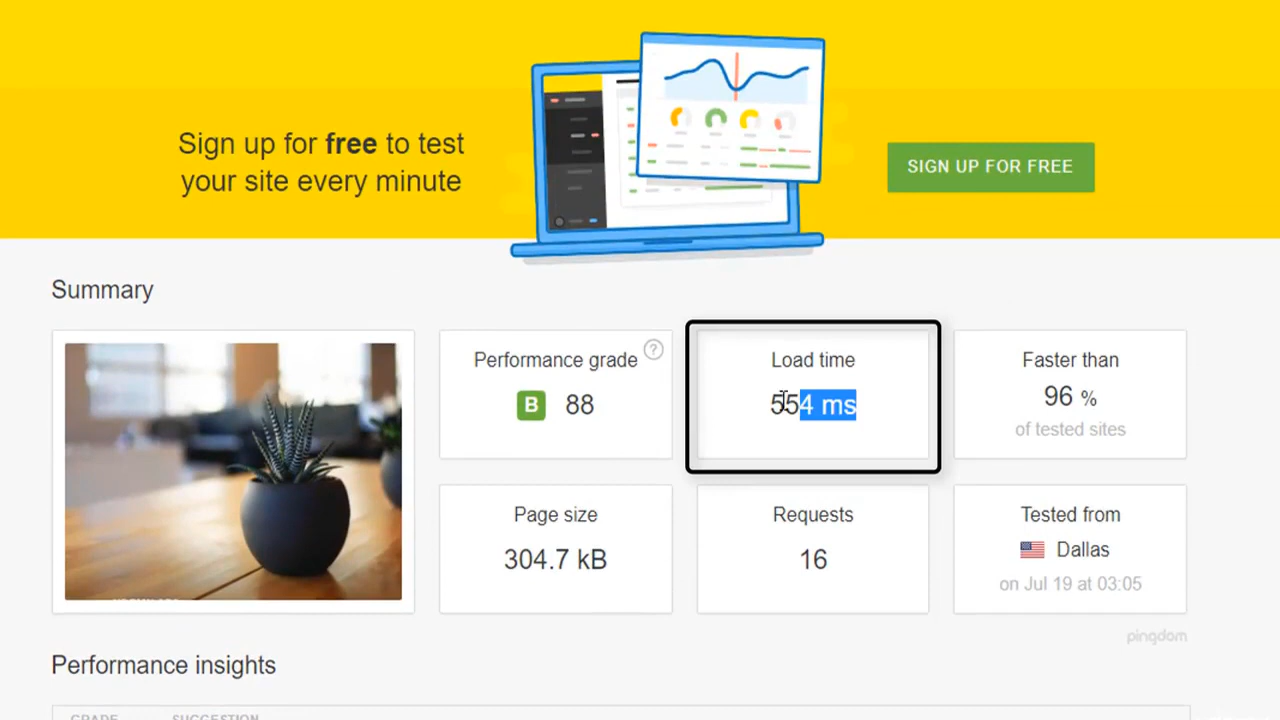 Sign up for free to test
your site every minute
SIGN UP FOR FREE
Summary
Performance grade
?
B 88
Load time
554 ms
Faster than
96 %
of tested sites
Page size
304.7 kB
Requests
16
Tested from
Dallas
on Jul 19 at 03:05
pingdom
Performance insights
GRADE SUGGESTION